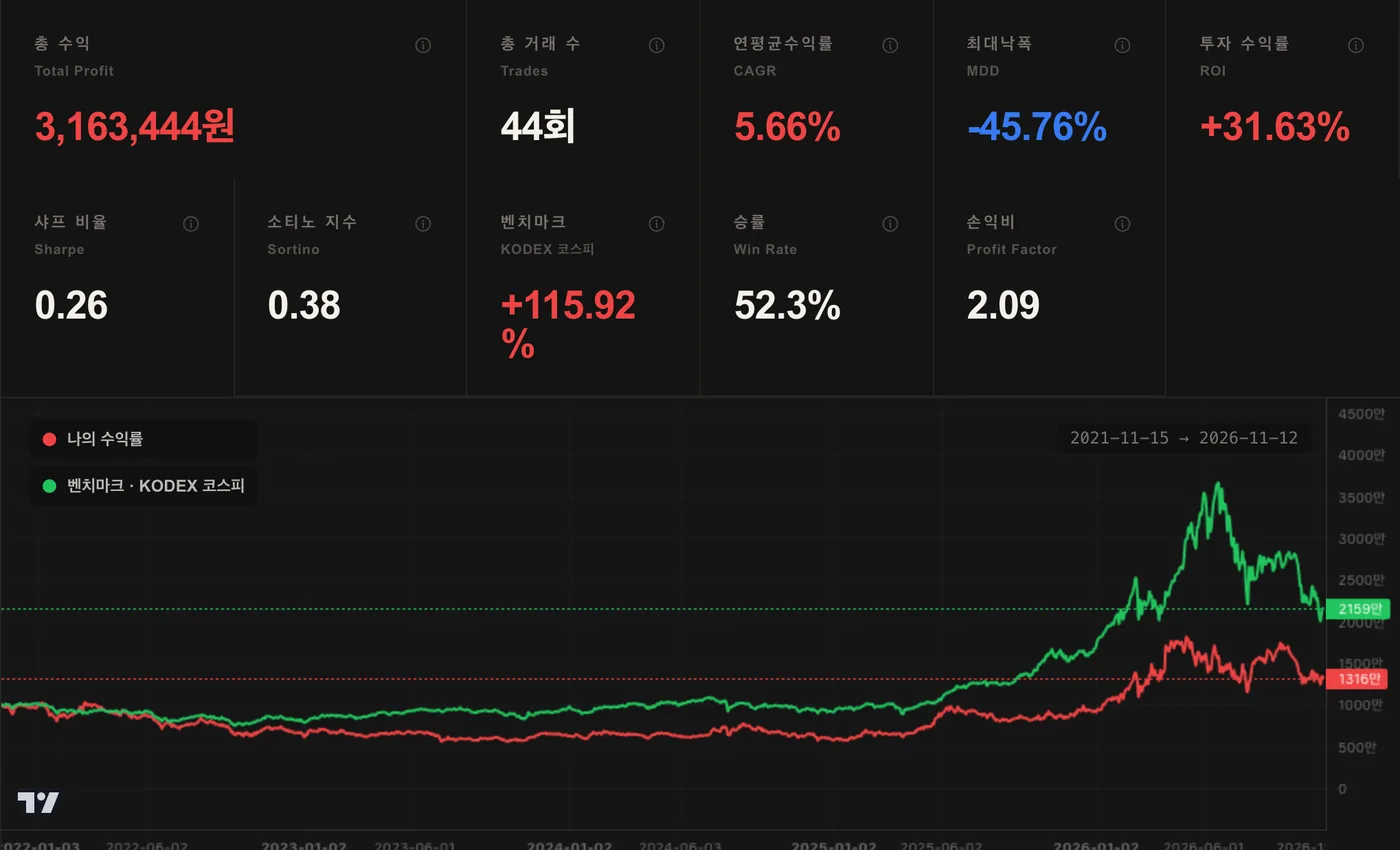 총 수익
Total Profit
3,163,444원
총 거래 수
Trades
44회
연평균수익률
CAGR
5.66%
최대낙폭
MDD
-45.76%
투자 수익률
ROI
+31.63%
샤프 비율
Sharpe
0.26
소티노 지수
Sortino
0.38
벤치마크
KODEX 코스피
+115.92
%
승률
Win Rate
52.3%
손익비
Profit Factor
2.09
나의 수익률
벤치마크 · KODEX 코스피
2021-11-15 → 2026-11-12
4500만
4000만
3500만
3000만
2500만
2159만
2000만
1500만
1316만
1000만
500만
0
022-01-03
2022-06-02
2023-01-02
2023-06-01
2024-01-02
2024-06-03
2025-01-02
2025-06-02
2026-01-02
2026-06-01
2026-1